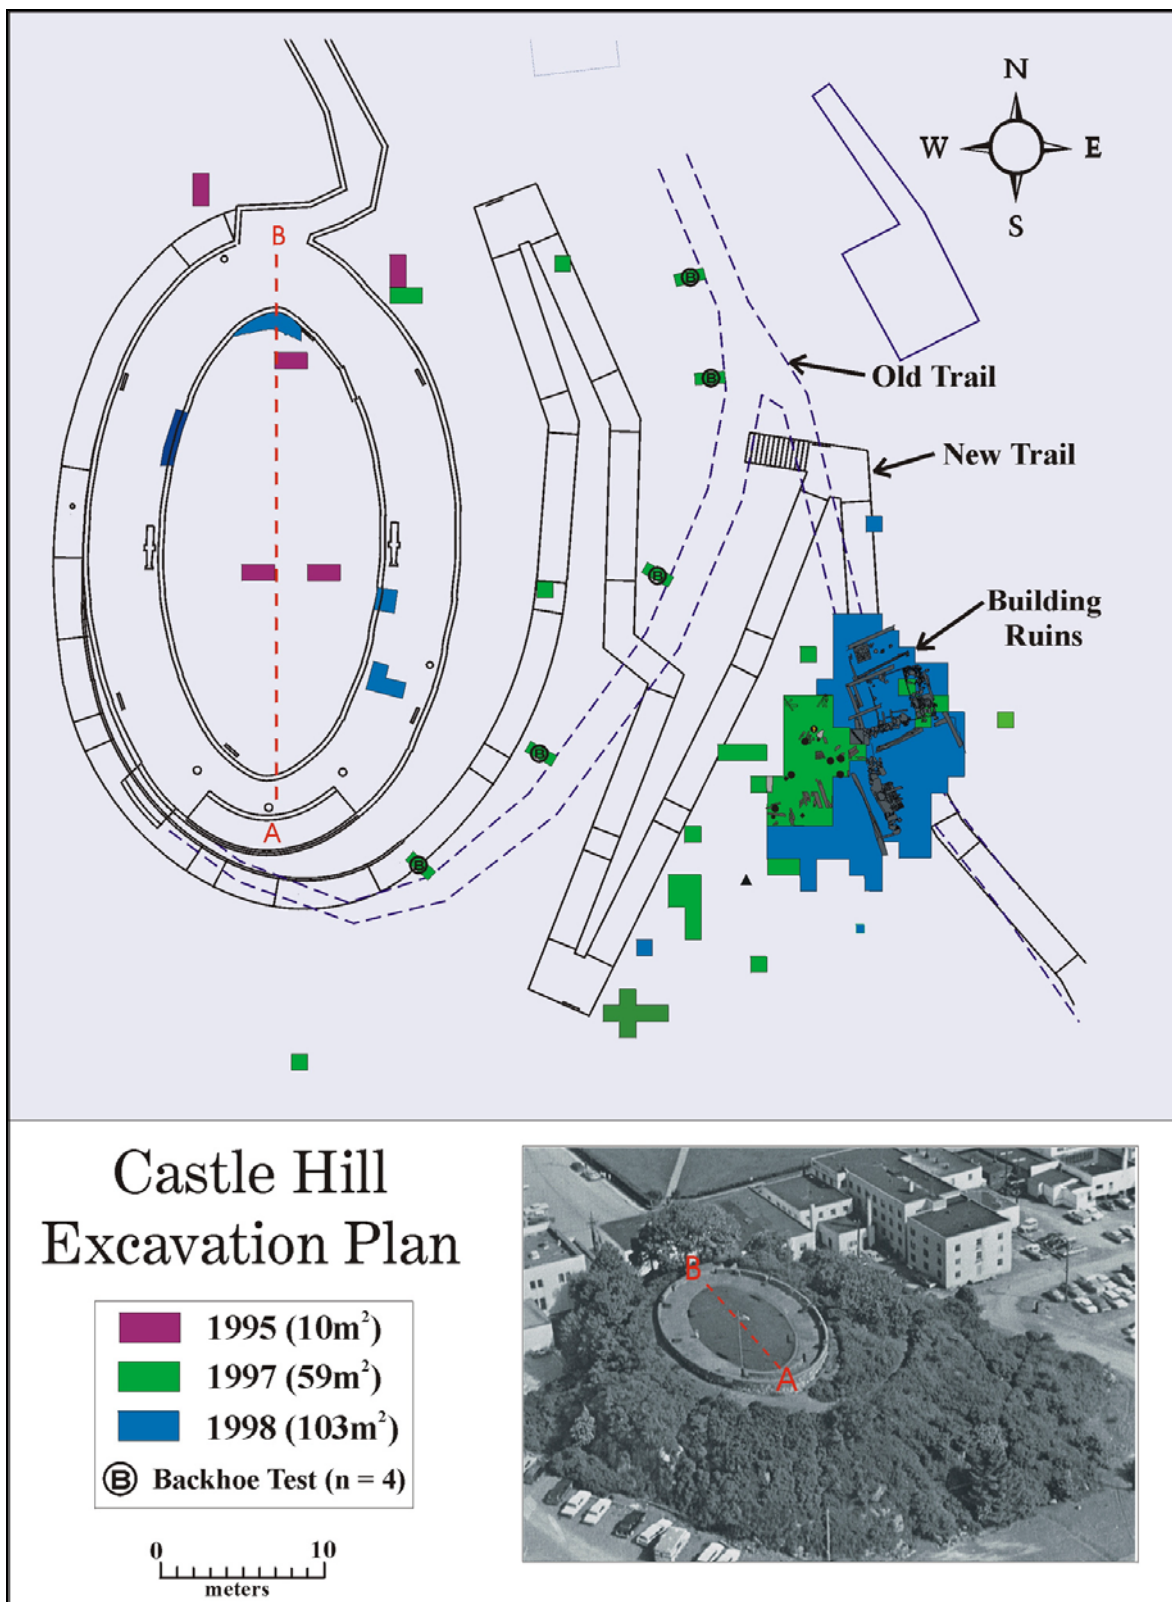 N
W E
S
B
B
Old Trail
B
New Trail
B
Building
Ruins
B
A
B
Castle Hill
Excavation Plan
1995 (10m²)
1997 (59m²)
1998 (103m²)
B Backhoe Test (n = 4)
0 10
meters
B
A